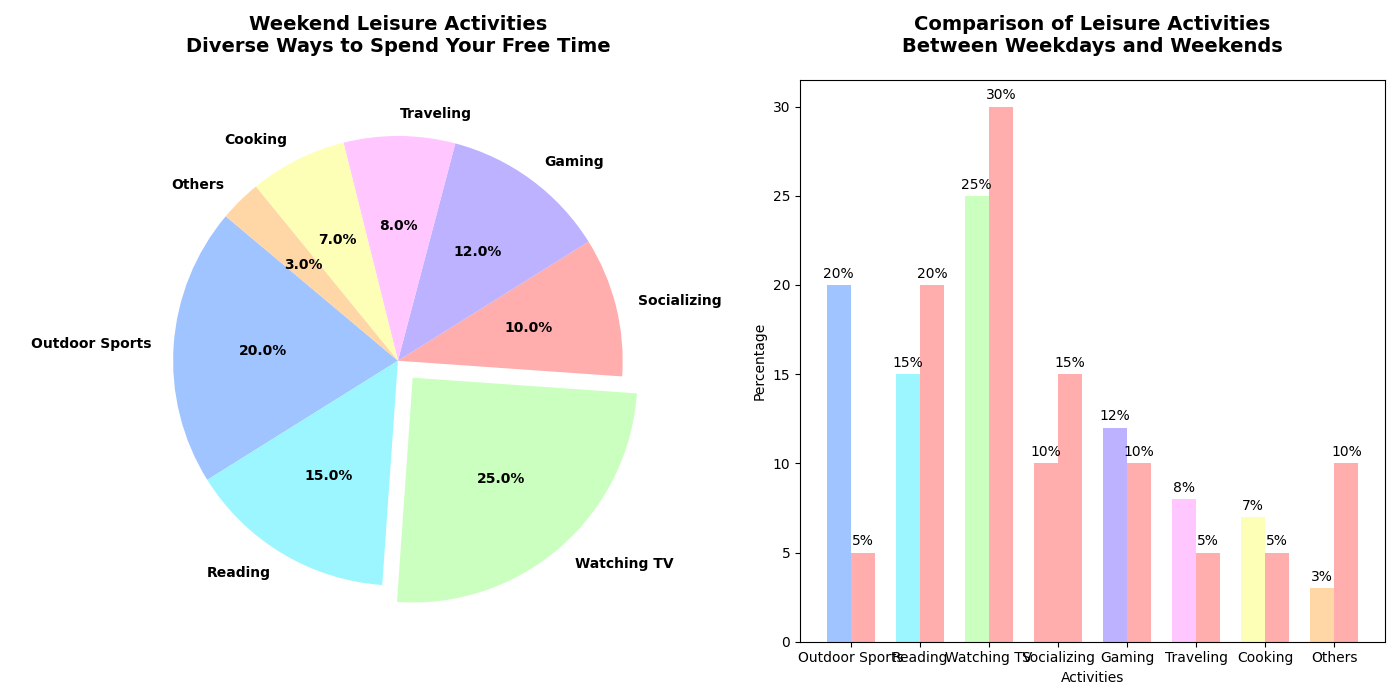 Weekend Leisure Activities
Diverse Ways to Spend Your Free Time
Traveling
Cooking
Gaming
Others
8.0%
7.0%
12.0%
3.0%
Socializing
10.0%
Outdoor Sports
20.0%
15.0%
25.0%
Reading
Watching TV
Comparison of Leisure Activities
Between Weekdays and Weekends
Percentage
30
25
20
15
10
5
0
20%
5%
15%
20%
25%
30%
10%
15%
12%
10%
8%
5%
7%
5%
3%
10%
Outdoor Sports
Reading
Watching TV
Socializing
Gaming
Traveling
Cooking
Others
Activities